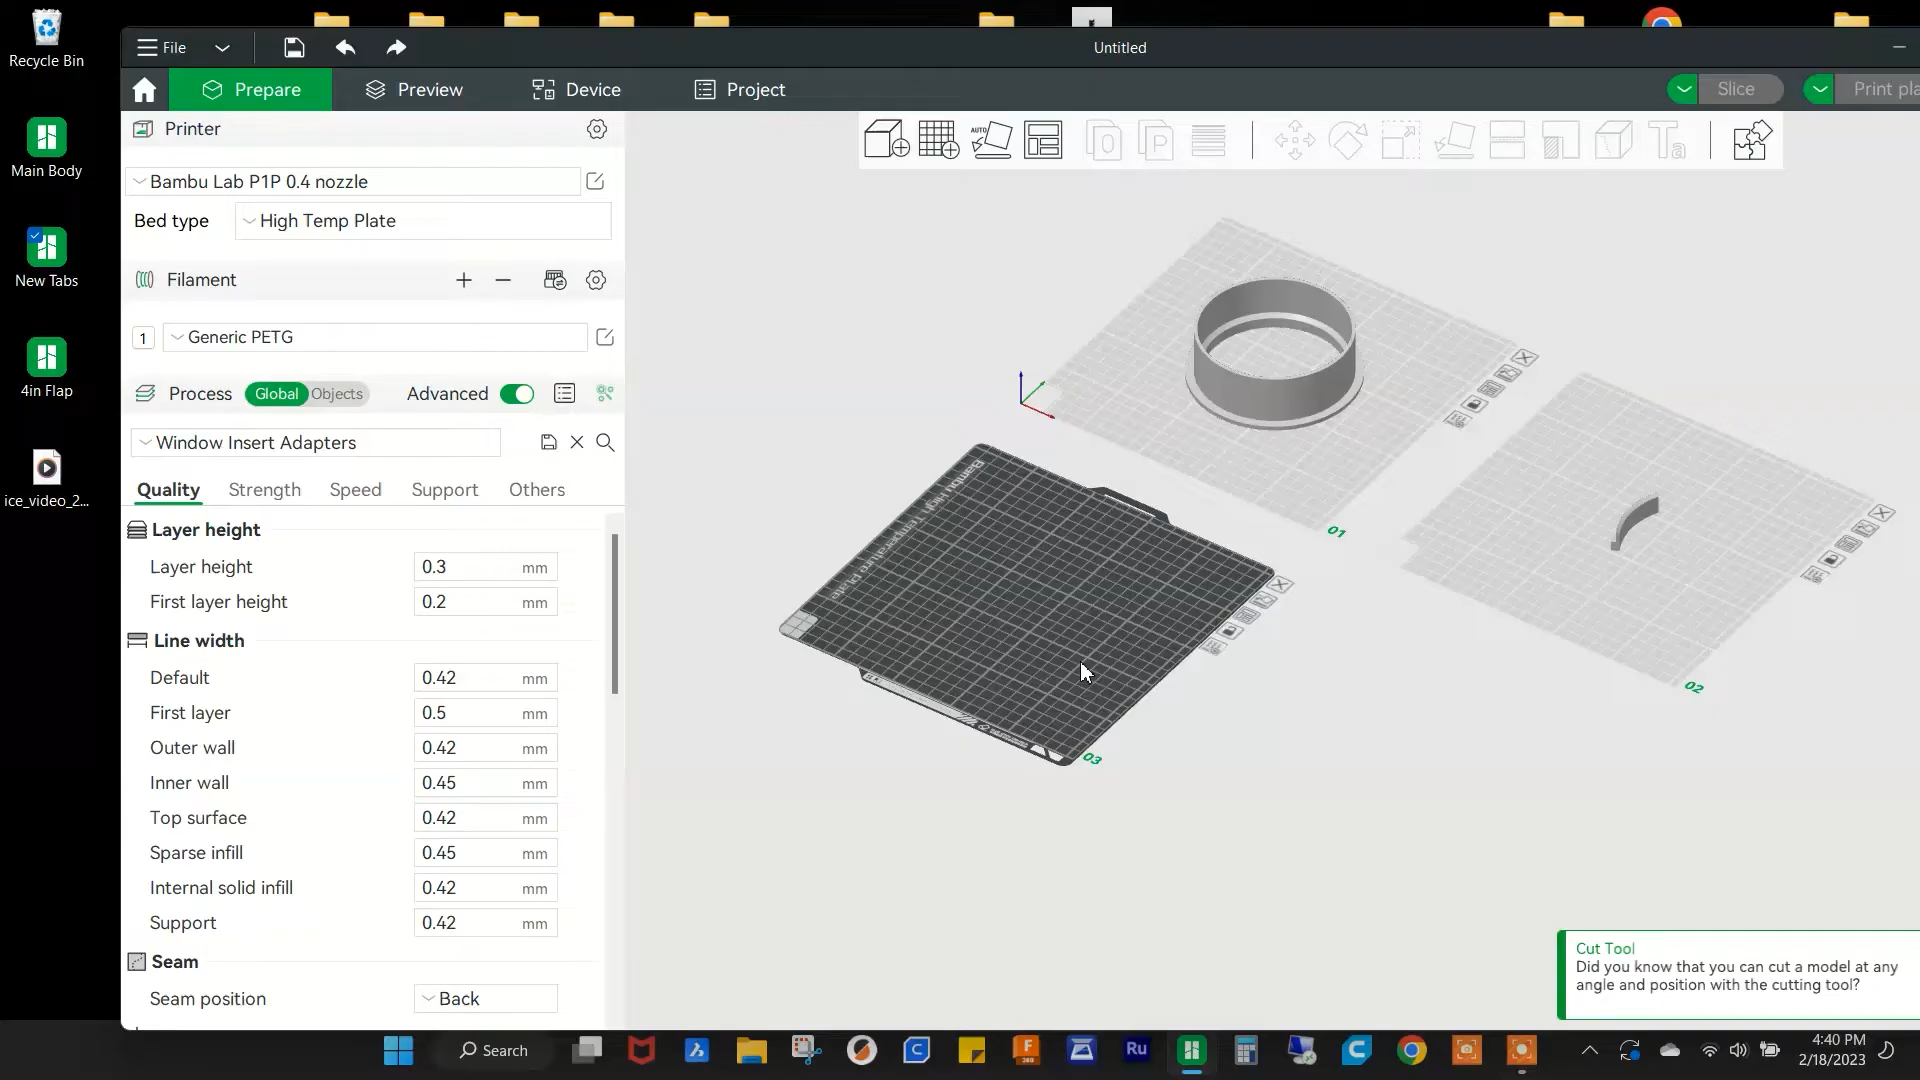 Recycle Bin
Main Body
New Tabs
4in Flap
ice_video_2...
File
Untitled
Prepare
Preview
Device
Project
Slice
Print pla
Printer
Bambu Lab P1P 0.4 nozzle
Bed type
High Temp Plate
Filament
1
Generic PETG
Process
Global
Objects
Advanced
Window Insert Adapters
Quality
Strength
Speed
Support
Others
Layer height
Layer height 0.3 mm
First layer height 0.2 mm
Line width
Default 0.42 mm
First layer 0.5 mm
Outer wall 0.42 mm
Inner wall 0.45 mm
Top surface 0.42 mm
Sparse infill 0.45 mm
Internal solid infill 0.42 mm
Support 0.42 mm
Seam
Seam position Back
AUTO
01
02
03
Bambu High Temperature Plate
Cut Tool
Did you know that you can cut a model at any
angle and position with the cutting tool?
Search
Ru
4:40 PM
2/18/2023